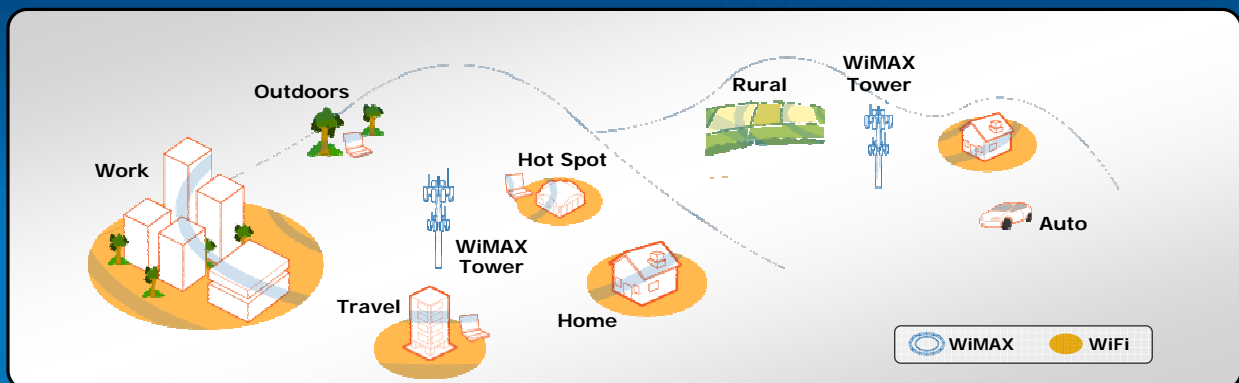 Outdoors
Work
Hot Spot
WiMAX
Tower
Travel
Home
Rural
WiMAX
Tower
Auto
WiMAX
WiFi